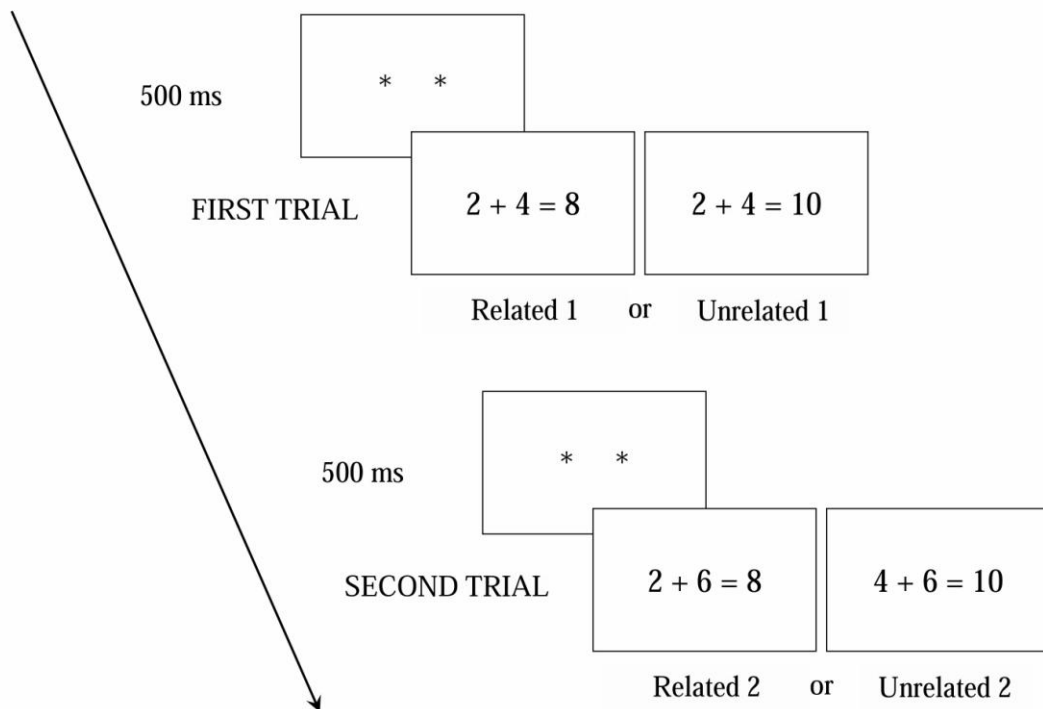 * *
500 ms
FIRST TRIAL
2 + 4 = 8
2 + 4 = 10
Related 1 or Unrelated 1
* *
500 ms
SECOND TRIAL
2 + 6 = 8
4 + 6 = 10
Related 2 or Unrelated 2